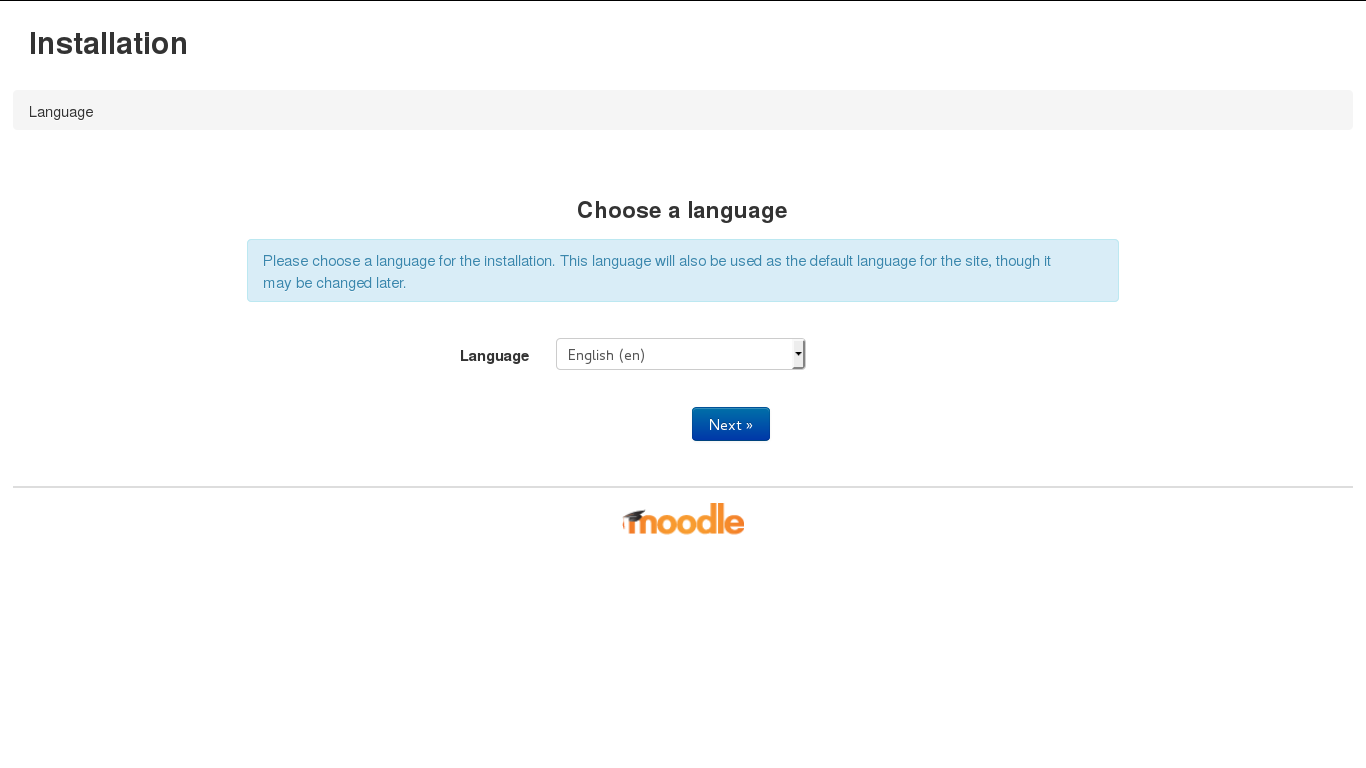 Installation
Language
Choose a language
Please choose a language for the installation. This language will also be used as the default language for the site, though it
may be changed later.
Language English (en)
Next »
moodle